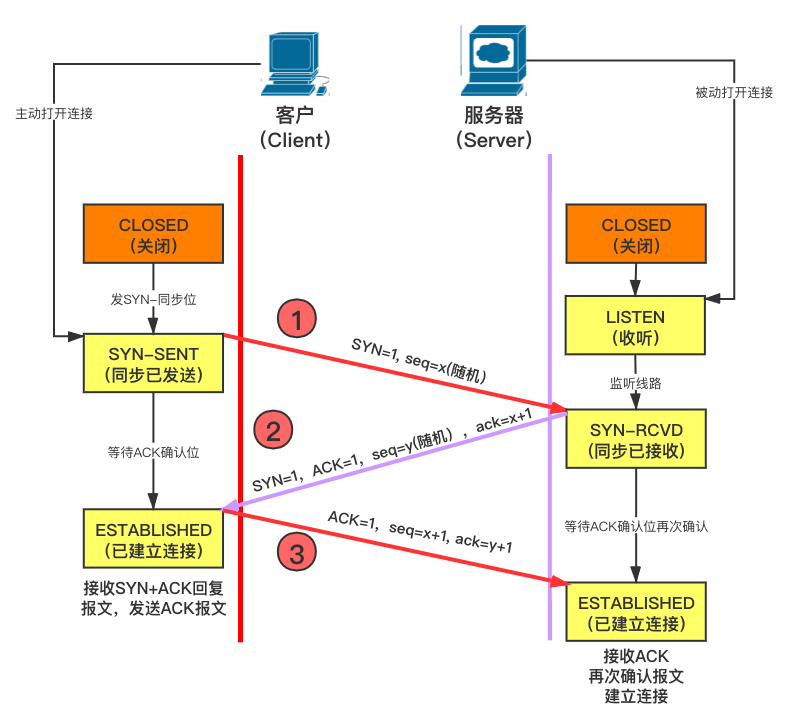 客户
（Client）
服务器
（Server）
主动打开连接
被动打开连接
CLOSED
（关闭）
CLOSED
（关闭）
发SYN-同步位
LISTEN
（收听）
SYN-SENT
（同步已发送）
1
SYN=1, seq=x(随机）
监听线路
SYN-RCVD
（同步已接收）
2
SYN=1，ACK=1，seq=y(随机），ack=x+1
等待ACK确认位
ESTABLISHED
（已建立连接）
ACK=1，seq=x+1, ack=y+1
等待ACK确认位再次确认
3
接收SYN+ACK回复
报文，发送ACK报文
ESTABLISHED
（已建立连接）
接收ACK
再次确认报文
建立连接